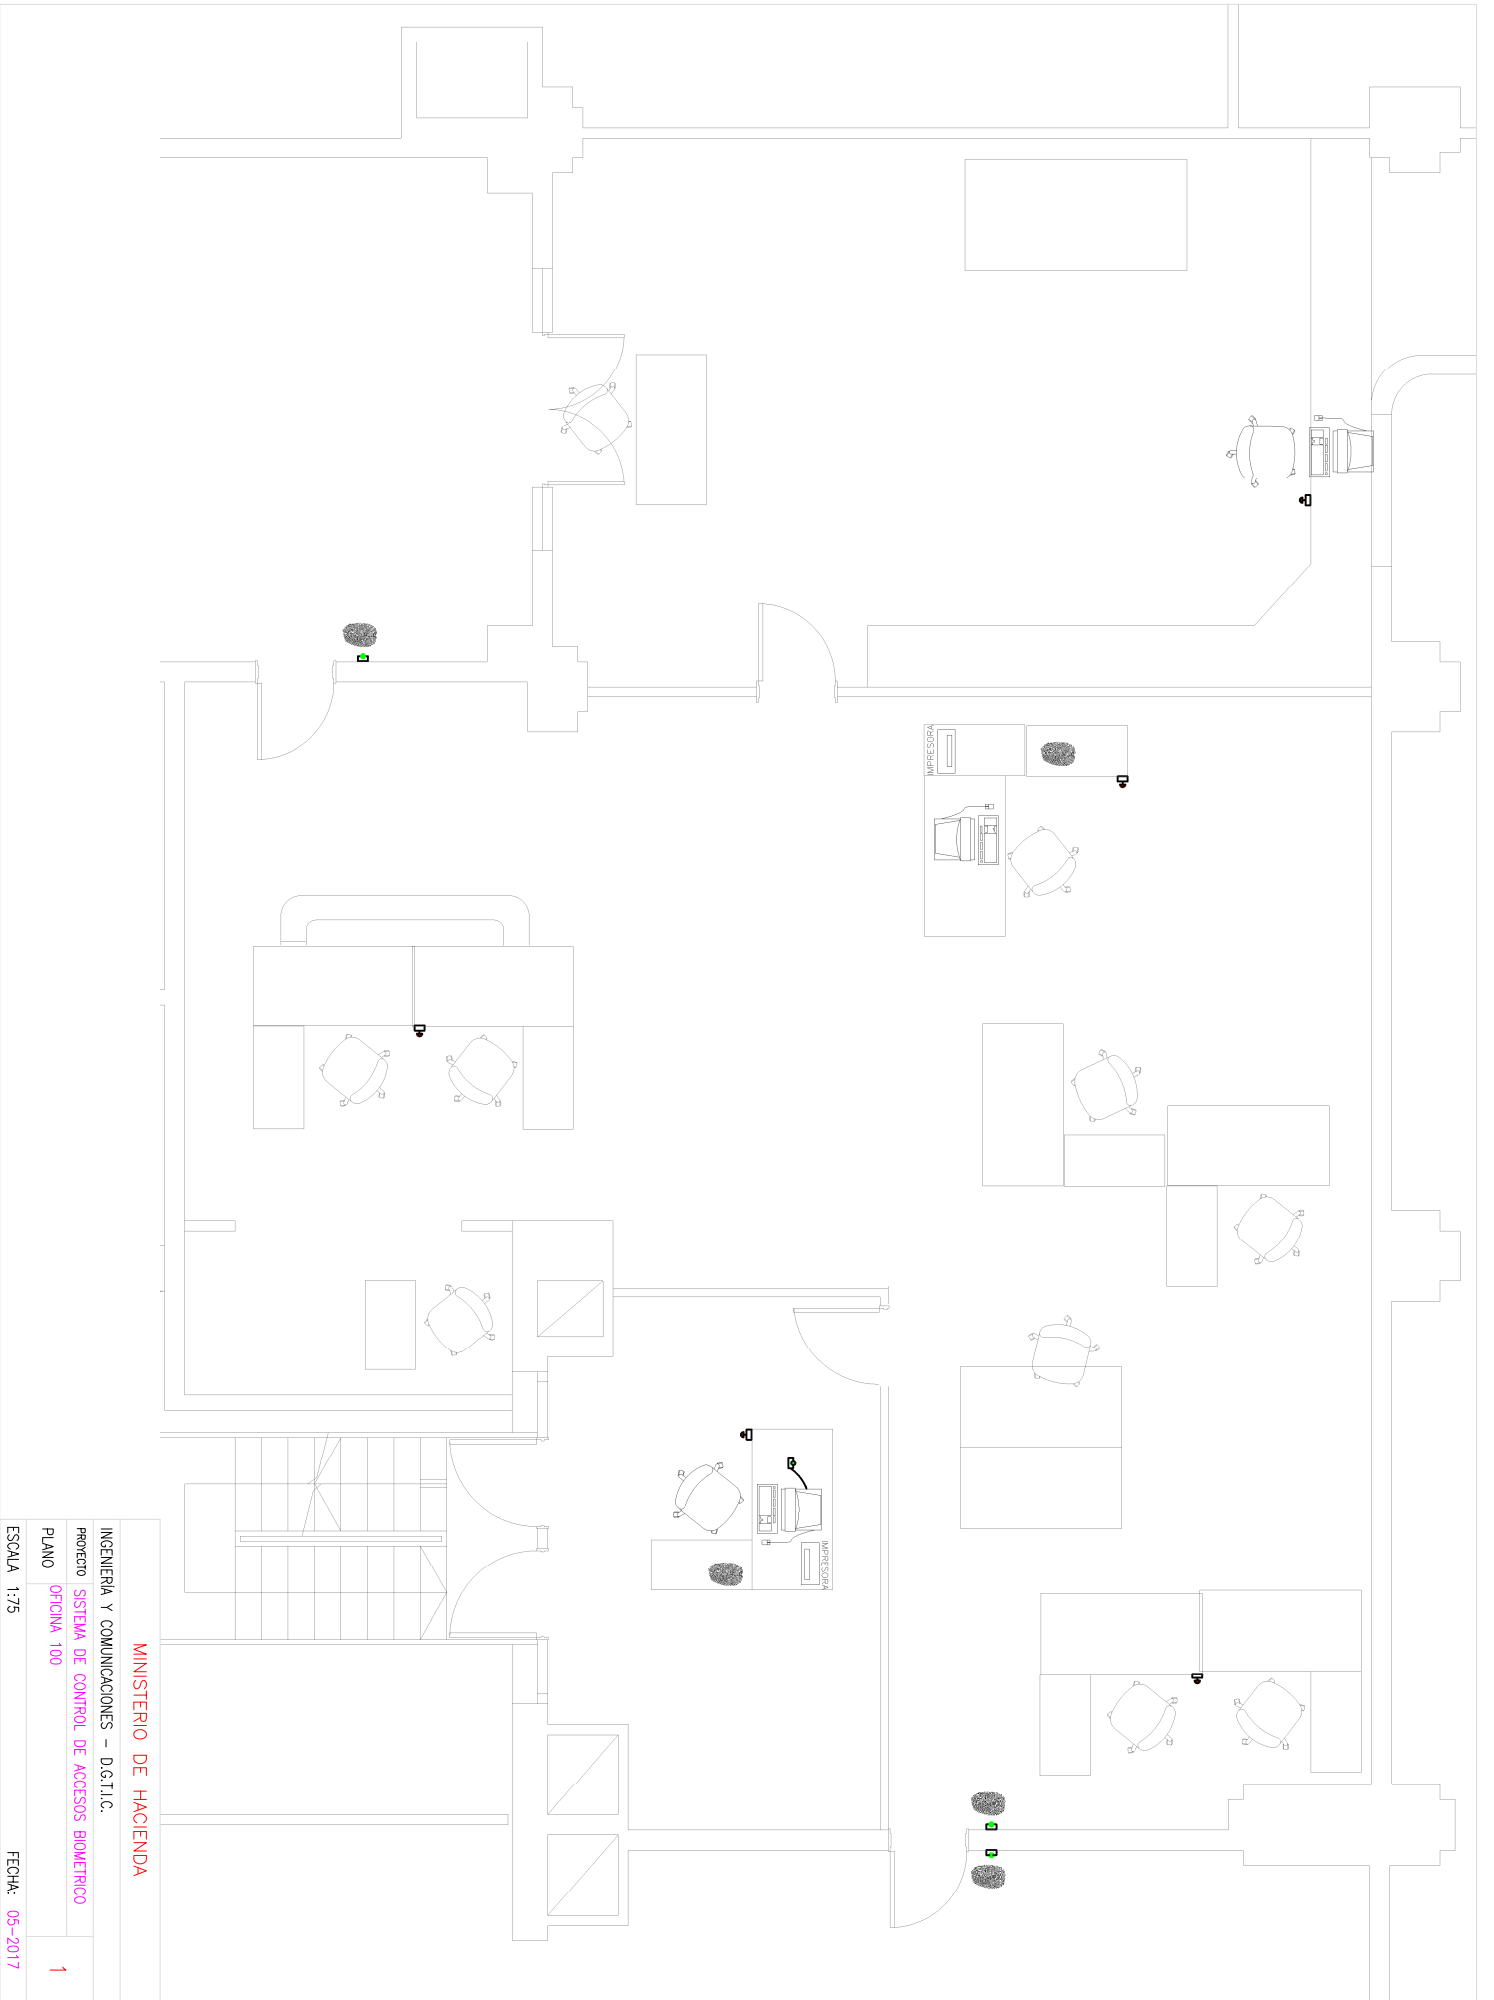 IMPRESORA
IMPRESORA
MINISTERIO DE HACIENDA
INGENIERÍA Y COMUNICACIONES - D.G.T.I.C.
PROYECTO SISTEMA DE CONTROL DE ACCESOS BIOMETRICO
PLANO OFICINA 100
1
ESCALA 1:75 FECHA: 05-2017